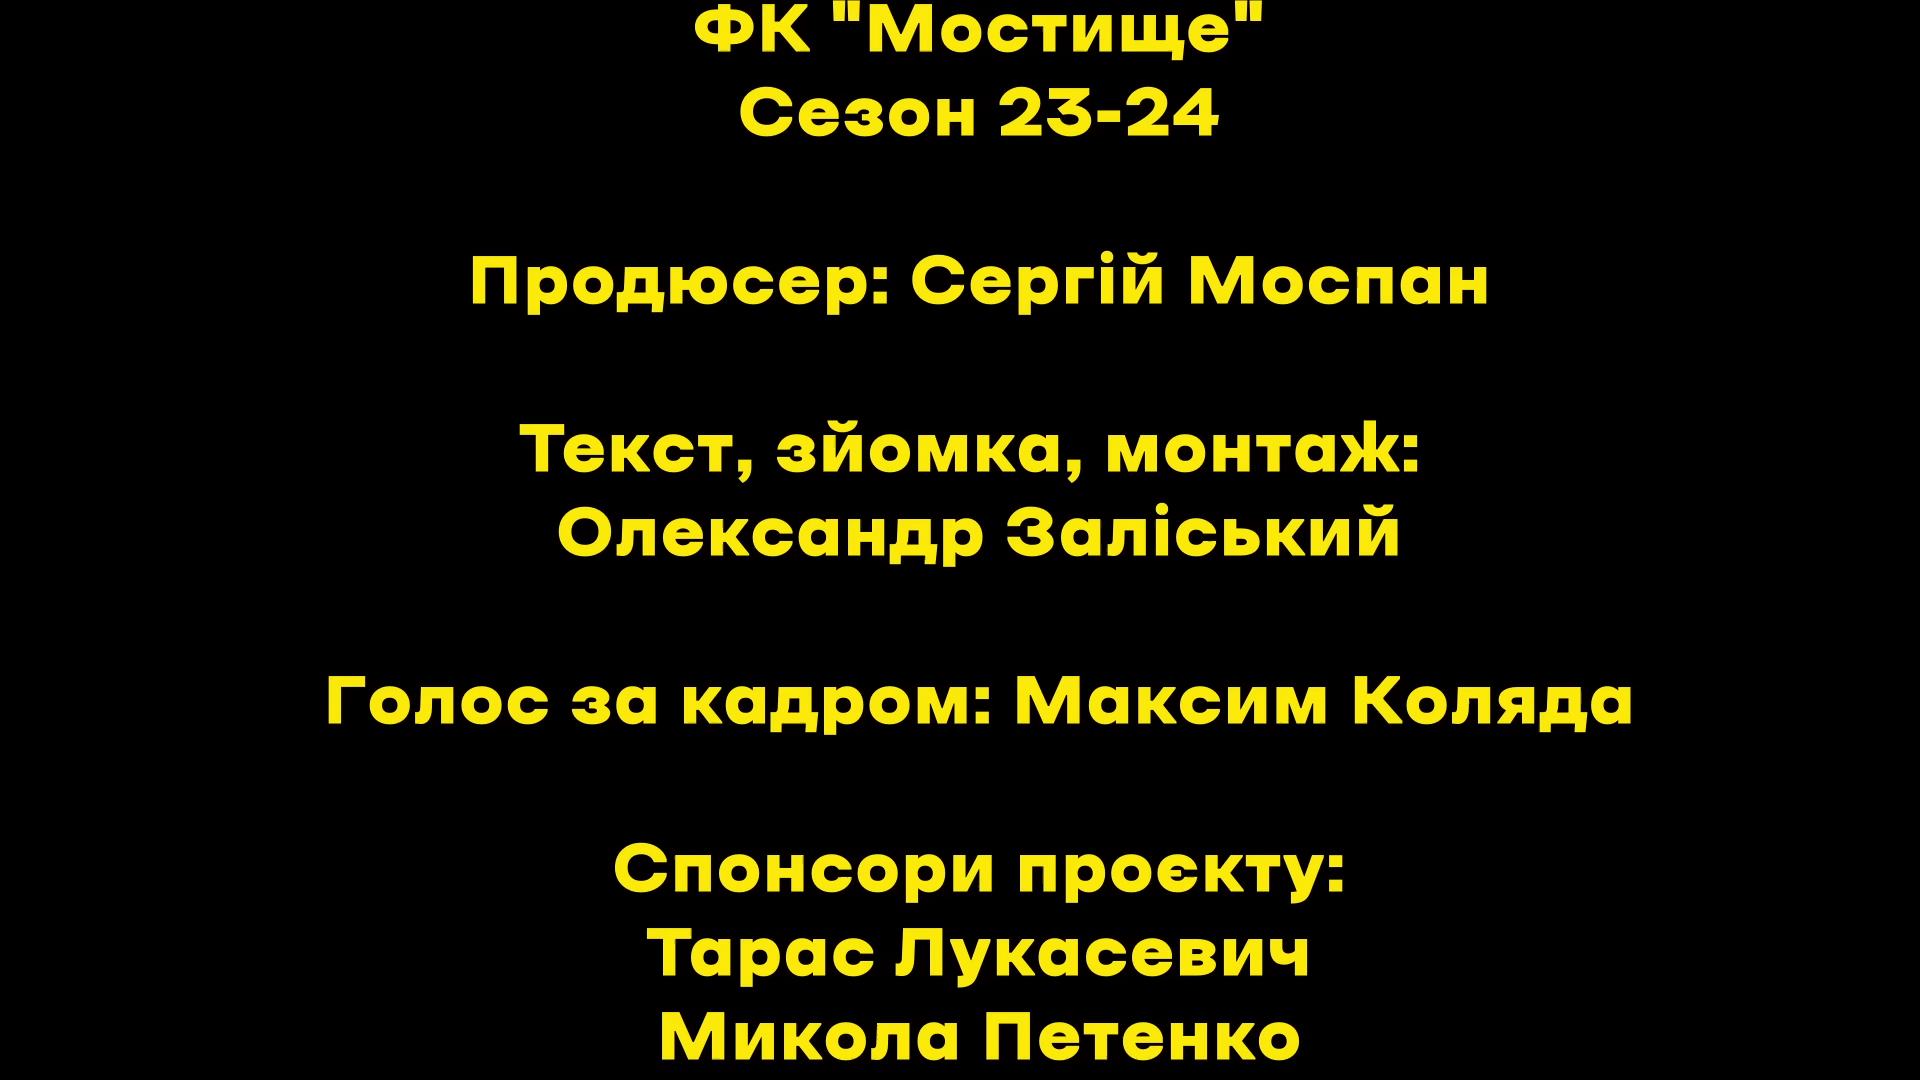 ФК "Мостище"
Сезон 23-24
Продюсер: Сергій Моспан
Текст, зйомка, монтаж:
Олександр Заліський
Голос за кадром: Максим Коляда
Спонсори проєкту:
Тарас Лукасевич
Микола Петенко